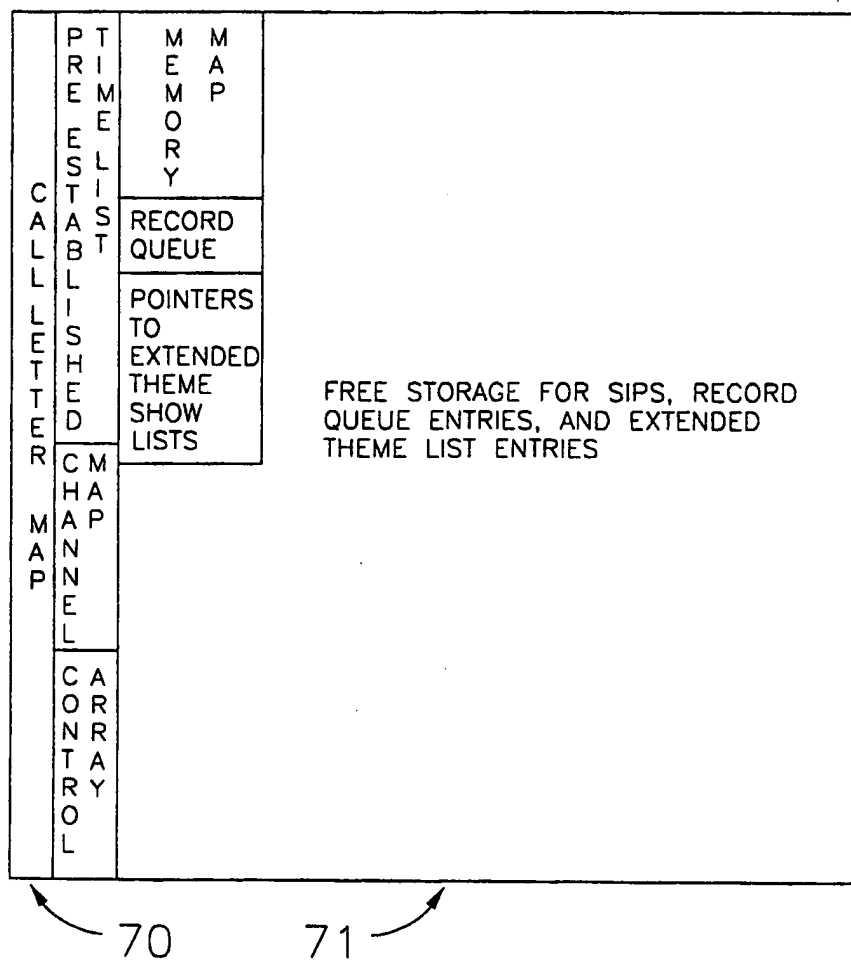 CALL LETTER MAP
PRE ESTABLISHED
TIME LIST
CHANNEL
MAP
CONTROL
ARRAY
MEMORY
MAP
RECORD
QUEUE
POINTERS
TO
EXTENDED
THEME
SHOW
LISTS
FREE STORAGE FOR SIPS, RECORD
QUEUE ENTRIES, AND EXTENDED
THEME LIST ENTRIES
70
71